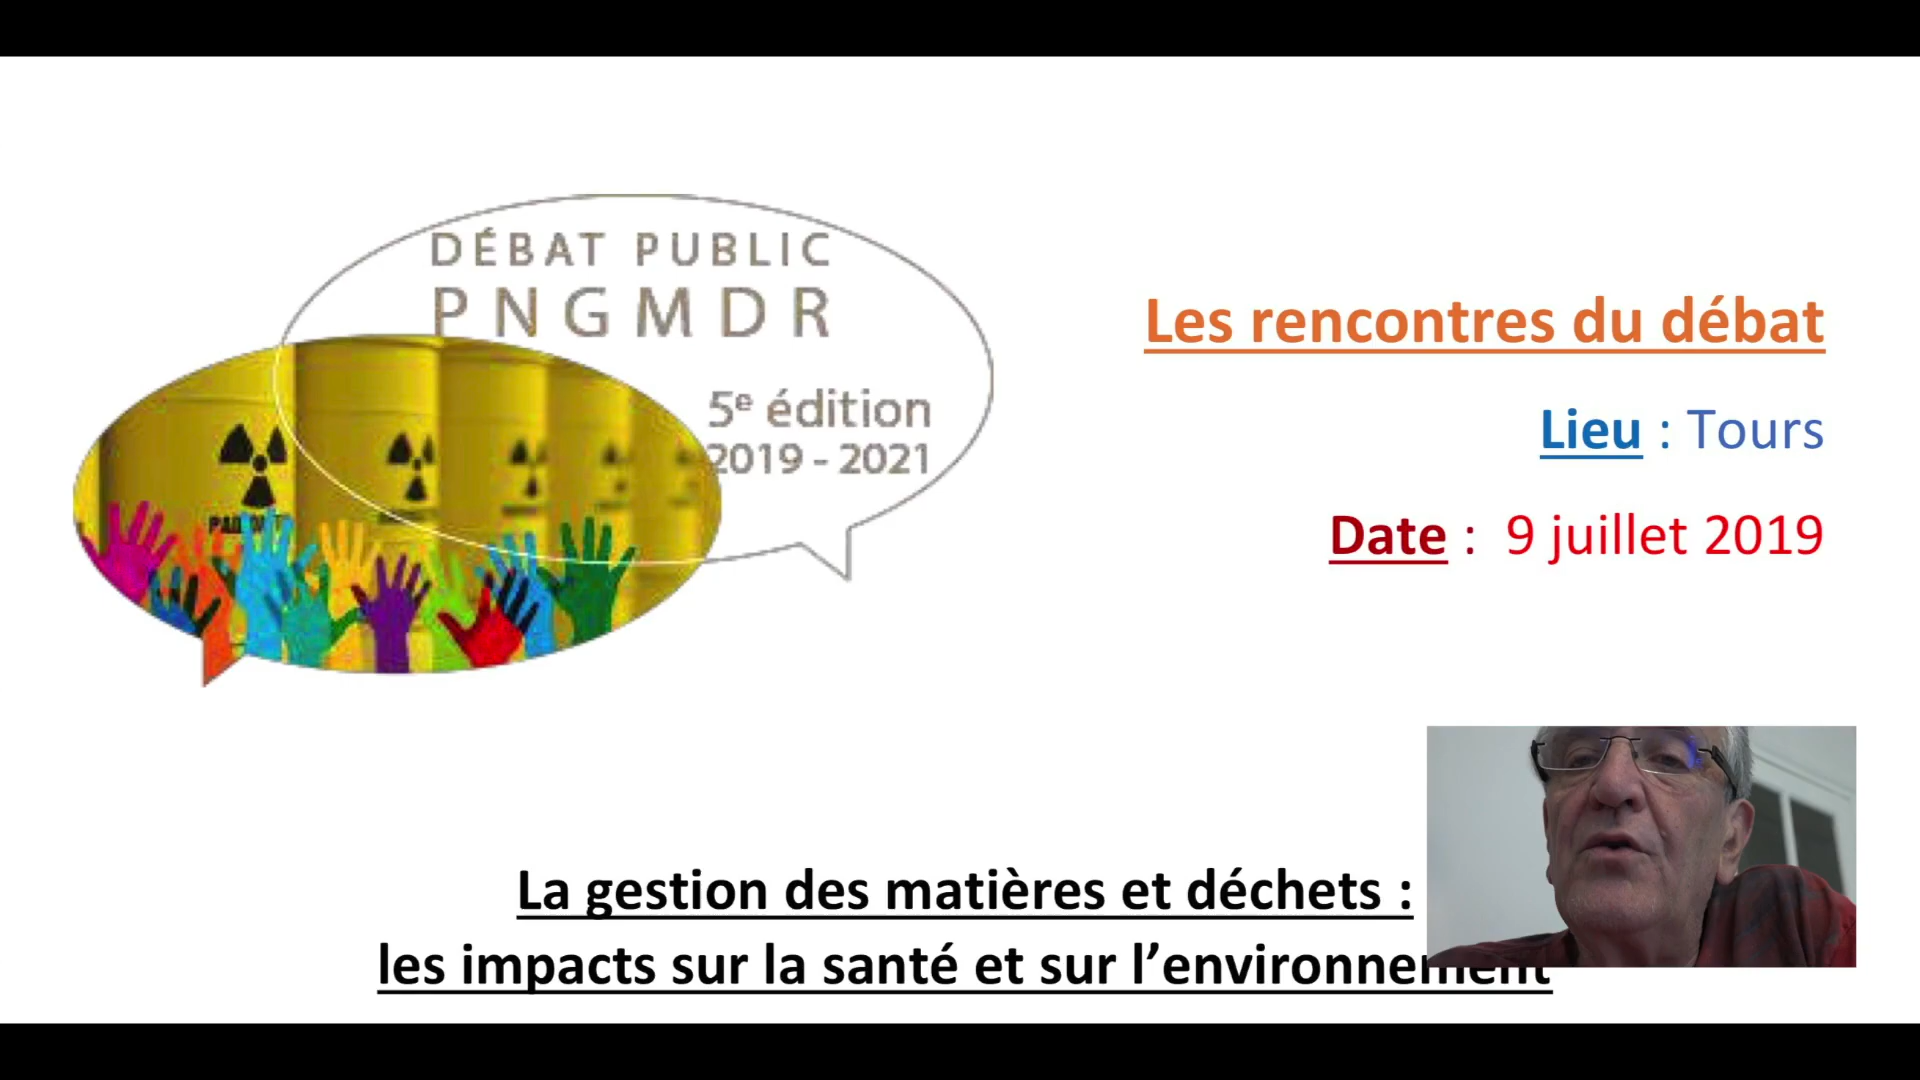 DÉBAT PUBLIC
PNGMDR
5e édition
2019 - 2021
Les rencontres du débat
Lieu : Tours
Date : 9 juillet 2019
La gestion des matières et déchets :
les impacts sur la santé et sur l’environnement